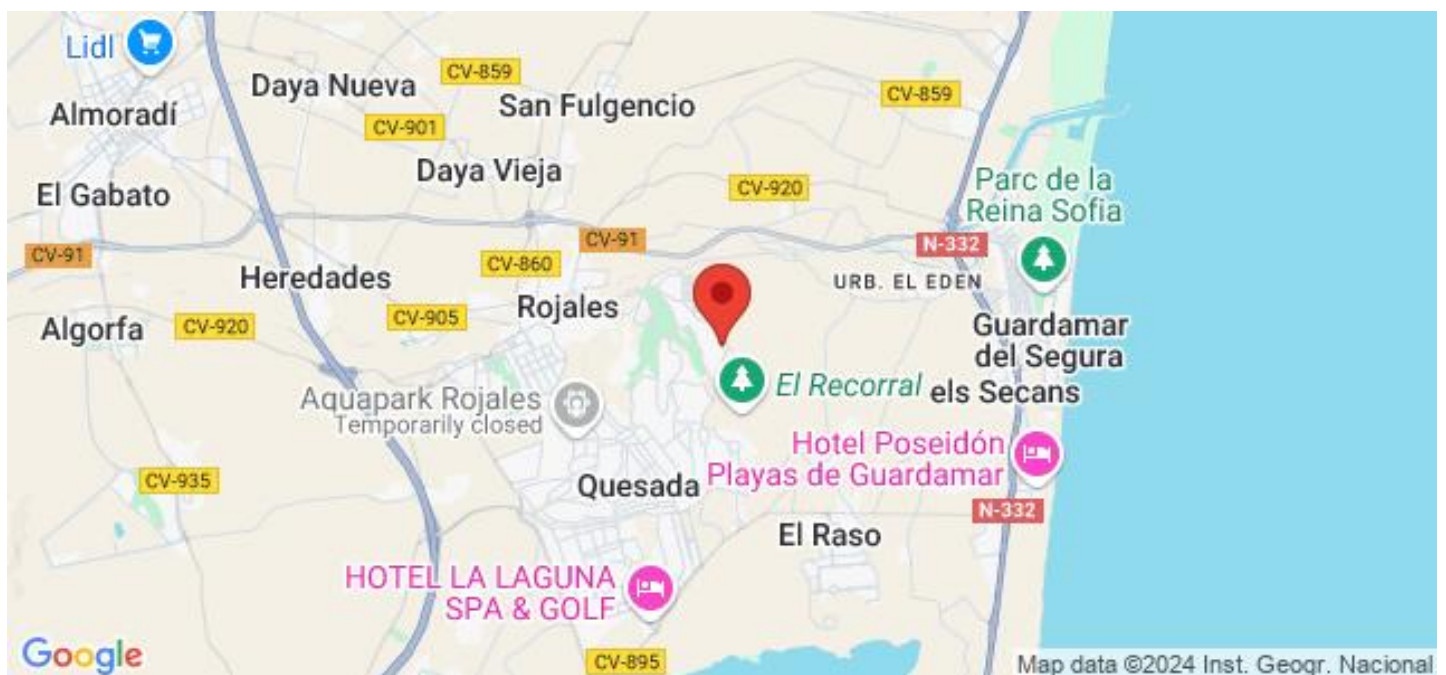 Lidl
Daya Nueva
CV-859
San Fulgencio
CV-859
Almoradí
CV-901
Daya Vieja
El Gabato
CV-920
Parc de la
Reina Sofia
CV-91
CV-91
N-332
Heredades
CV-860
URB. EL EDEN
Rojales
Algorfa
CV-920
CV-905
Guardamar
del Segura
Aquapark Rojales
Temporarily closed
El Recorral
els Secans
Hotel Poseidón
Playas de Guardamar
CV-935
Quesada
N-332
El Raso
HOTEL LA LAGUNA
SPA & GOLF
Google
CV-895
Map data ©2024 Inst. Geogr. Nacional